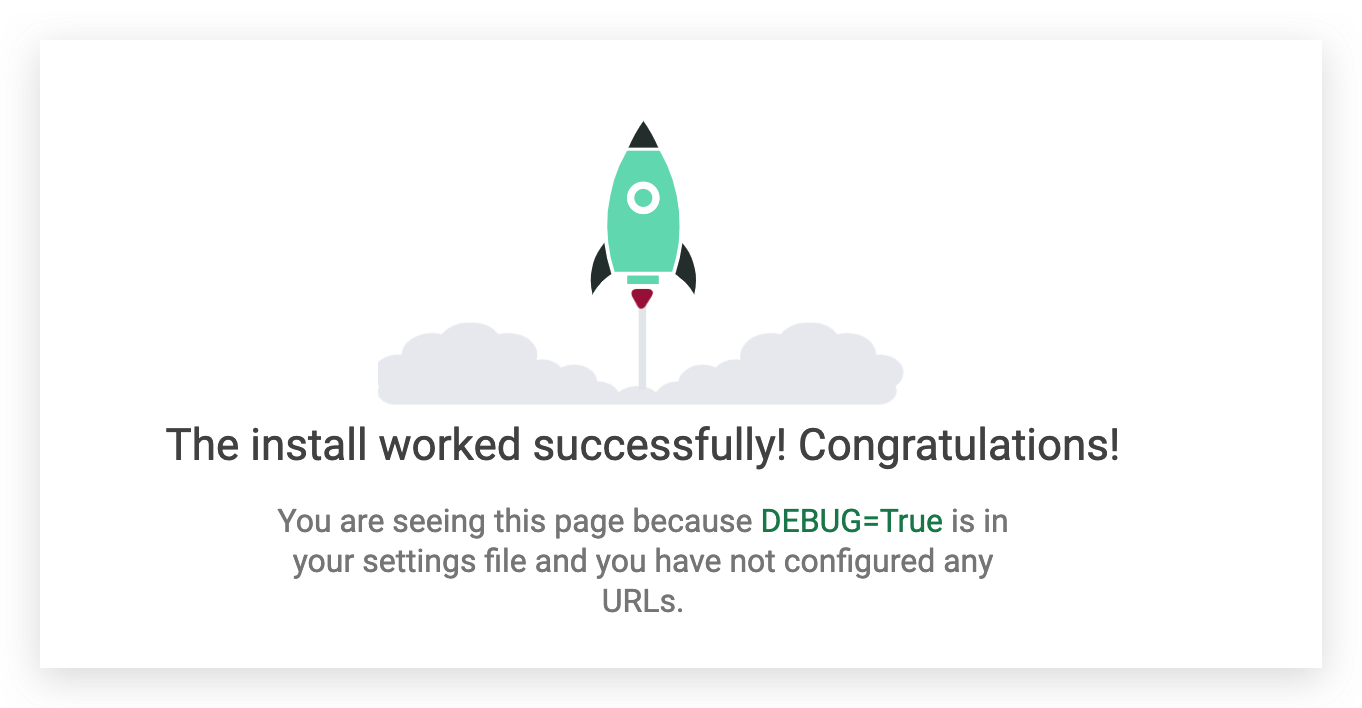 The install worked successfully! Congratulations!
You are seeing this page because DEBUG=True is in
your settings file and you have not configured any
URLs.